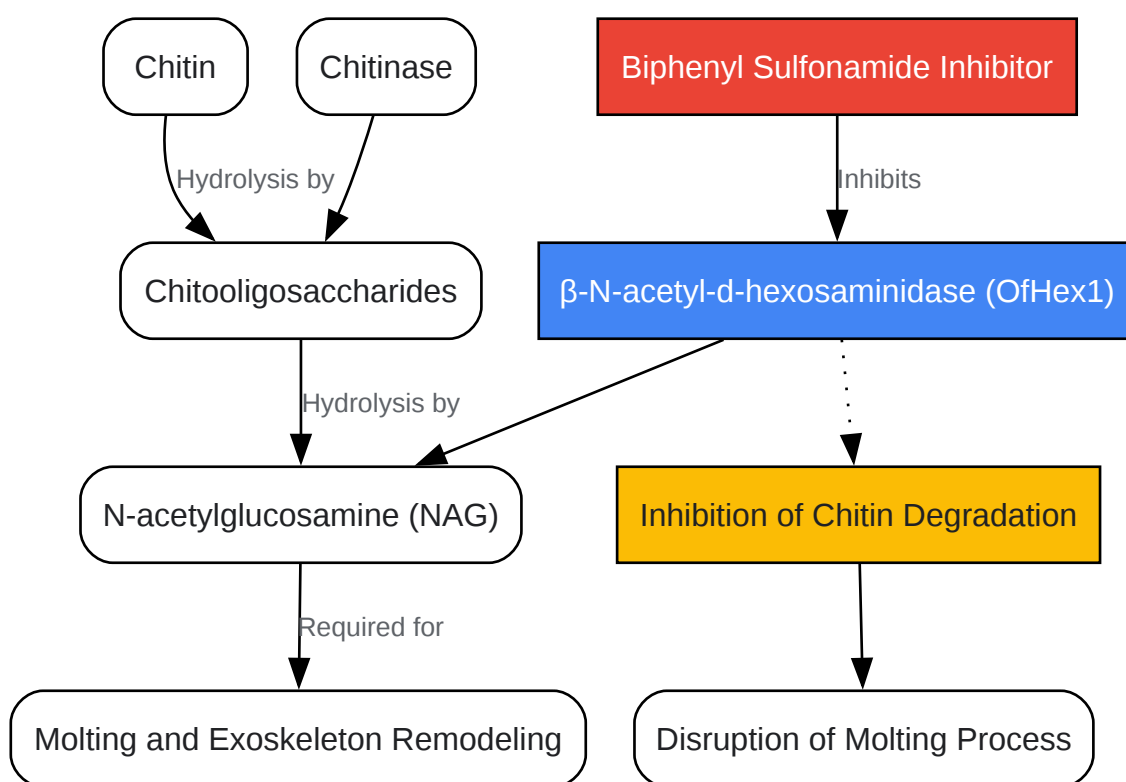 Chitin
Chitinase
Biphenyl Sulfonamide Inhibitor
Hydrolysis by
Inhibits
Chitooligosaccharides
β-N-acetyl-d-hexosaminidase (OfHex1)
Hydrolysis by
N-acetylglucosamine (NAG)
Inhibition of Chitin Degradation
Required for
Molting and Exoskeleton Remodeling
Disruption of Molting Process